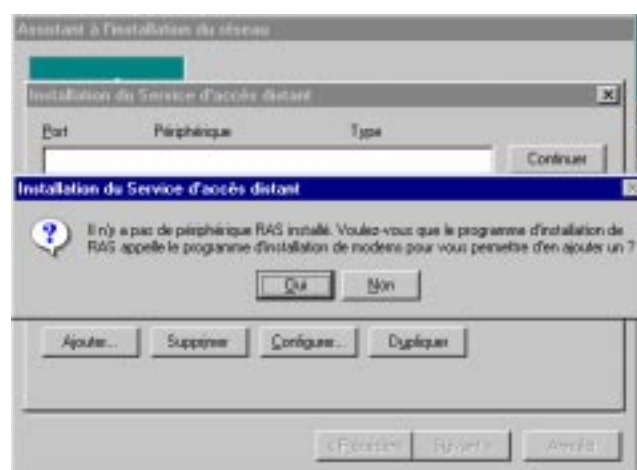 Assistant à l'installation du réseau
Installation du Service d'accès distant
Port Périphérique Type
Continuer
Installation du Service d'accès distant
Il n'y a pas de périphérique RAS installé. Voulez-vous que le programme d'installation de
RAS appelle le programme d'installation de modems pour vous permettre d'en ajouter un ?
Oui Non
Ajouter... Supprimer Configurer... Dupliquer
< Précédent Suivant > Annuler